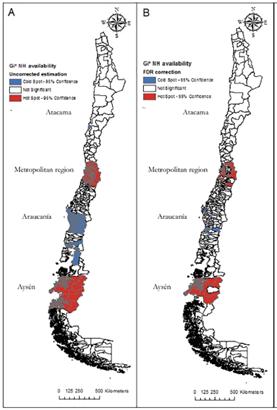 A
N
W
E
S
Gi* NH availability
Uncorrected estimation
Cold Spot - 95% Confidence
Not Significant
Hot Spot - 95% Confidence
Atacama
Metropolitan region
Araucanía
Aysén
0 125 250 500 Kilometers
B
N
W
E
S
Gi* NH availability
FDR correction
Cold Spot - 95% Confidence
Not Significant
Hot Spot - 95% Confidence
Atacama
Metropolitan region
Araucanía
Aysén
0 125 250 500 Kilometers